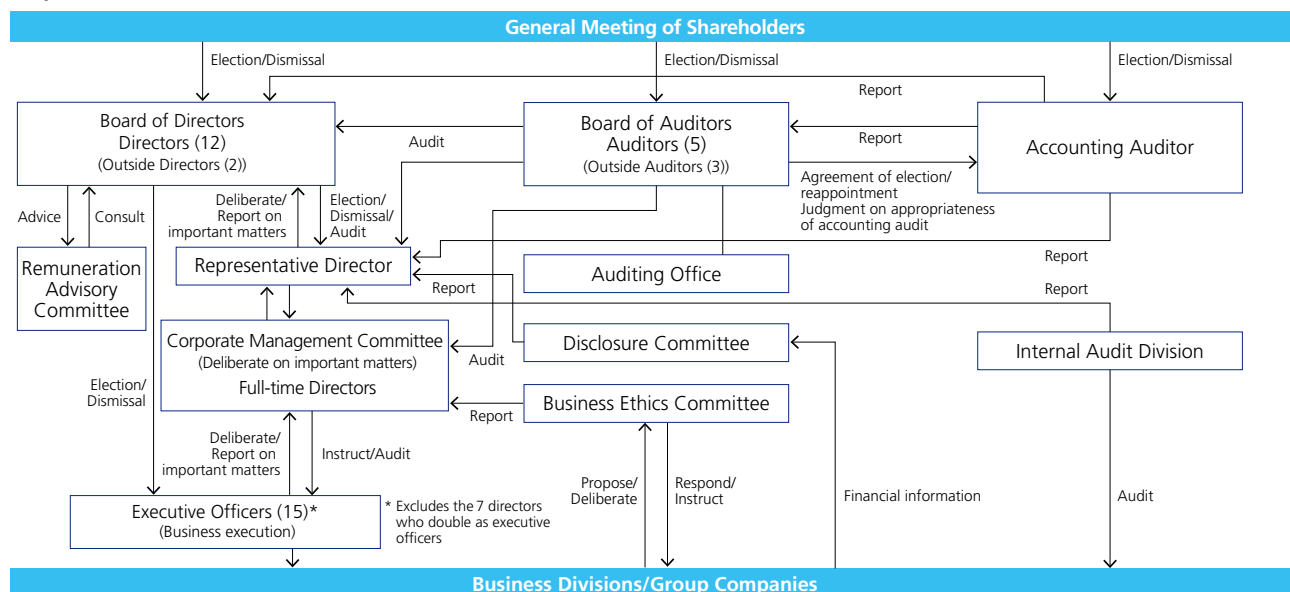 General Meeting of Shareholders
Election/Dismissal
Election/Dismissal
Election/Dismissal
Report
Board of Directors
Directors (12)
(Outside Directors (2))
Audit
Board of Auditors
Auditors (5)
(Outside Auditors (3))
Report
Accounting Auditor
Agreement of election/
reappointment
Judgment on appropriateness
of accounting audit
Advice
Consult
Deliberate/
Report on
important matters
Election/
Dismissal/
Audit
Remuneration
Advisory
Committee
Representative Director
Report
Auditing Office
Report
Report
Corporate Management Committee
(Deliberate on important matters)
Full-time Directors
Audit
Disclosure Committee
Internal Audit Division
Election/
Dismissal
Report
Business Ethics Committee
Deliberate/
Report on
important matters
Instruct/Audit
Propose/
Deliberate
Respond/
Instruct
Financial information
Audit
Executive Officers (15)*
(Business execution)
* Excludes the 7 directors
who double as executive
officers
Business Divisions/Group Companies